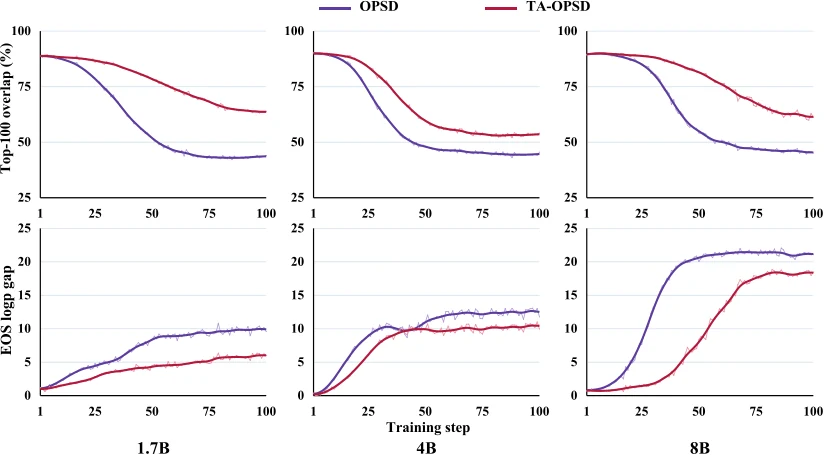 OPSD TA-OPSD
Top-100 overlap (%)
100 100 100
75 75 75
50 50 50
25 25 25
1 25 50 75 100 1 25 50 75 100 1 25 50 75 100
EOS logp gap
25 25 25
20 20 20
15 15 15
10 10 10
5 5 5
0 0 0
1 25 50 75 100 1 25 50 75 100 1 25 50 75 100
Training step
1.7B 4B 8B